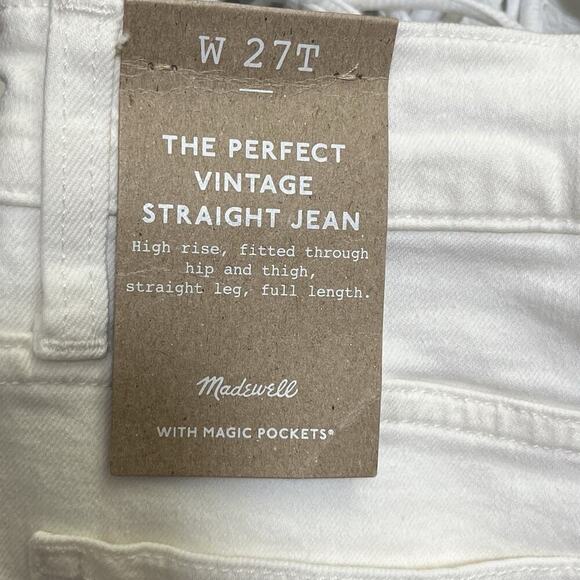 W 27T
THE PERFECT
VINTAGE
STRAIGHT JEAN
High rise, fitted through
hip and thigh,
straight leg, full length.
Madewell
WITH MAGIC POCKETS®